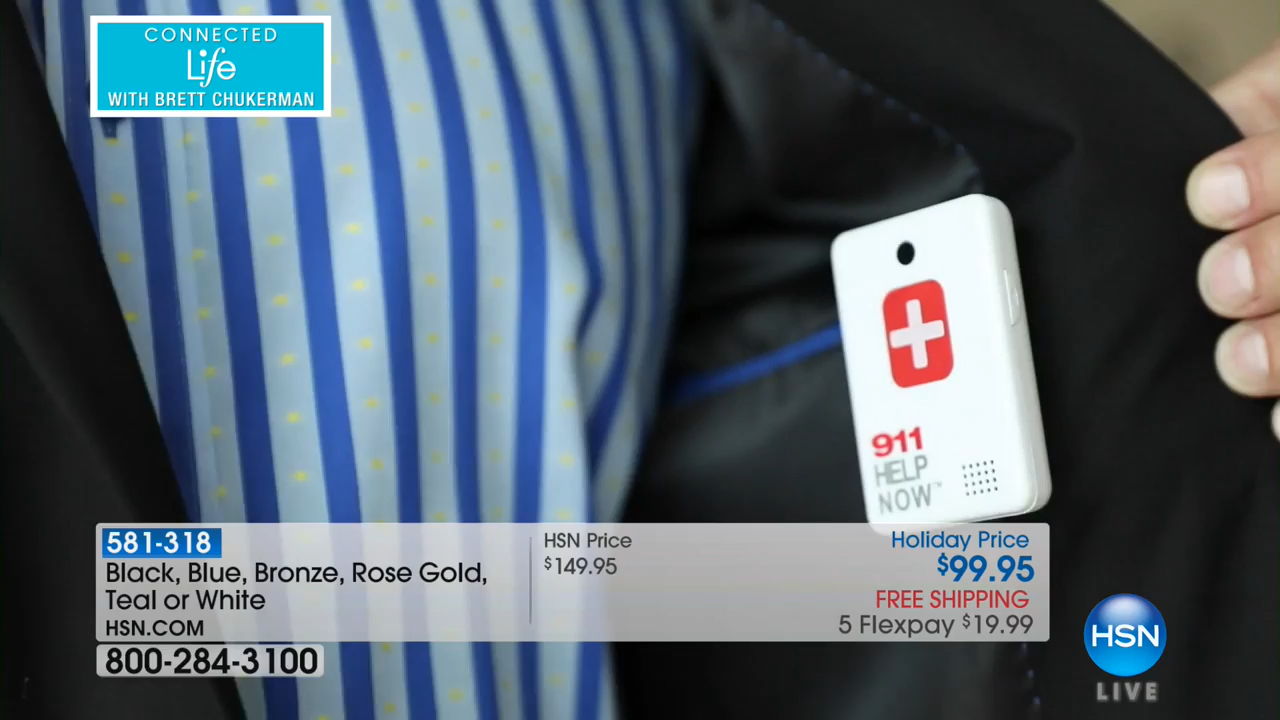 CONNECTED
Life
WITH BRETT CHUKERMAN
911
HELP
NOW™
581-318
Black, Blue, Bronze, Rose Gold,
Teal or White
HSN.COM
800-284-3100
HSN Price
$149.95
Holiday Price
$99.95
FREE SHIPPING
5 Flexpay $19.99
HSN
LIVE